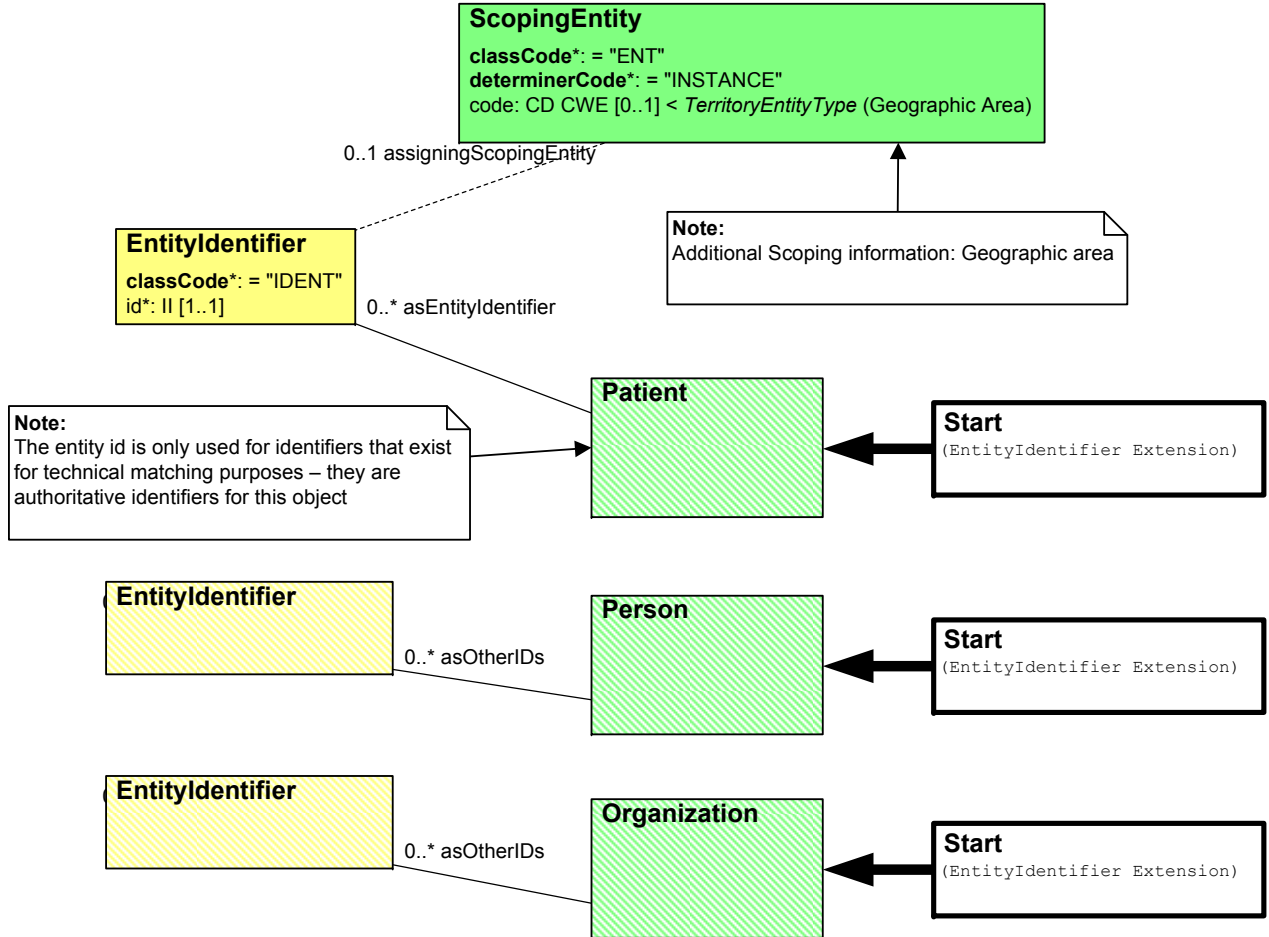 ScopingEntity
classCode*: = "ENT"
determinerCode*: = "INSTANCE"
code: CD CWE [0..1] < TerritoryEntityType (Geographic Area)
0..1 assigningScopingEntity
Note:
Additional Scoping information: Geographic area
EntityIdentifier
classCode*: = "IDENT"
id*: II [1..1]
0..* asEntityIdentifier
Patient
Start
(EntityIdentifier Extension)
Note:
The entity id is only used for identifiers that exist
for technical matching purposes – they are
authoritative identifiers for this object
EntityIdentifier
0..* asOtherIDs
Person
Start
(EntityIdentifier Extension)
EntityIdentifier
0..* asOtherIDs
Organization
Start
(EntityIdentifier Extension)